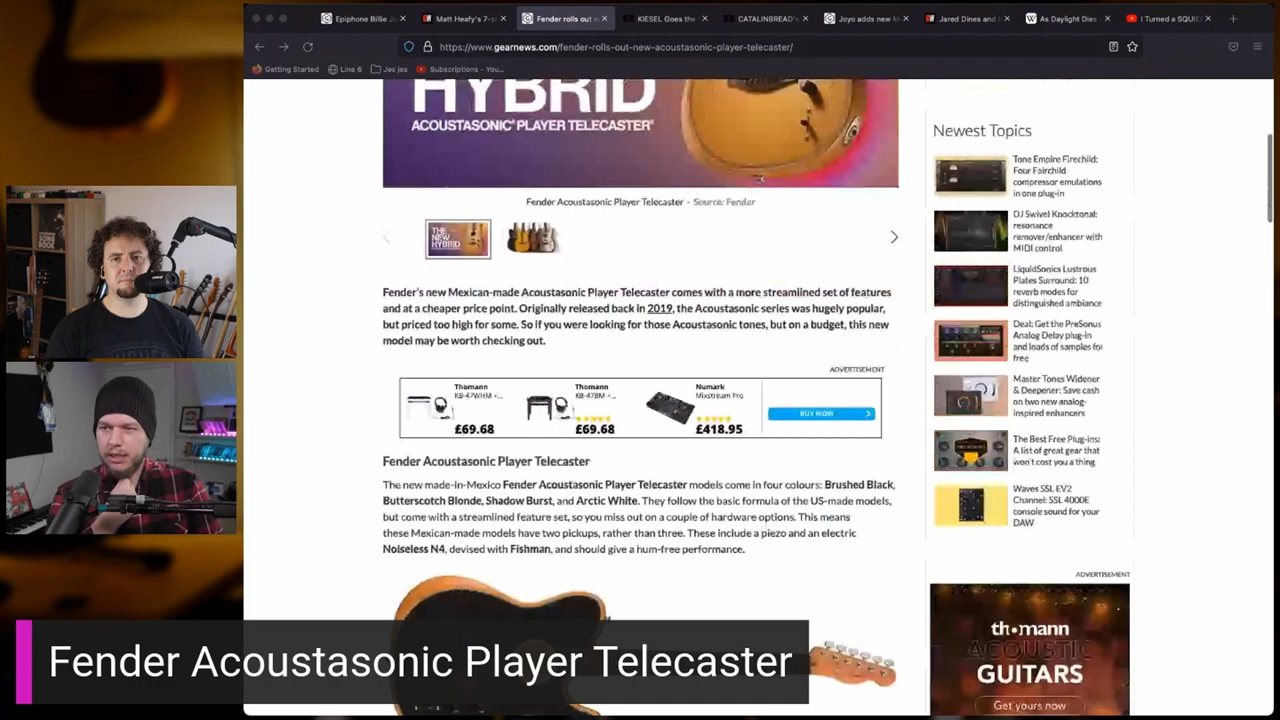 Epiphone Billie Jo
Matt Heafy's 7-s
Fender rolls out n
KIESEL Goes the
CATALINBREAD's
Joyo adds new M
Jared Dines and
As Daylight Dies -
I Turned a SQUIE
https://www.gearnews.com/fender-rolls-out-new-acoustasonic-player-telecaster/
Getting Started
Line 6
Jes jes
Subscriptions - You...
HYBRID
ACOUSTASONIC® PLAYER TELECASTER®
Fender Acoustasonic Player Telecaster · Source: Fender
THE NEW
HYBRID
Fender's new Mexican-made Acoustasonic Player Telecaster comes with a more streamlined set of features
and at a cheaper price point. Originally released back in 2019, the Acoustasonic series was hugely popular,
but priced too high for some. So if you were looking for those Acoustasonic tones, but on a budget, this new
model may be worth checking out.
ADVERTISEMENT
Thomann
KB-47WHM +...
£69.68
Thomann
KB-47BM +...
£69.68
Numark
Mixstream Pro
£418.95
BUY NOW
Fender Acoustasonic Player Telecaster
The new made-in-Mexico Fender Acoustasonic Player Telecaster models come in four colours: Brushed Black,
Butterscotch Blonde, Shadow Burst, and Arctic White. They follow the basic formula of the US-made models,
but come with a streamlined feature set, so you miss out on a couple of hardware options. This means
these Mexican-made models have two pickups, rather than three. These include a piezo and an electric
Noiseless N4, devised with Fishman, and should give a hum-free performance.
Newest Topics
Tone Empire Firechild:
Four Fairchild
compressor emulations
in one plug-in
DJ Swivel Knocktonal:
resonance
remover/enhancer with
MIDI control
LiquidSonics Lustrous
Plates Surround: 10
reverb modes for
distinguished ambiance
Deal: Get the PreSonus
Analog Delay plug-in
and loads of samples for
free
Master Tones Widener
& Deepener: Save cash
on two new analog-
inspired enhancers
The Best Free Plug-ins:
A list of great gear that
won't cost you a thing
Waves SSL EV2
Channel: SSL 4000E
console sound for your
DAW
ADVERTISEMENT
th•mann
ACOUSTIC
GUITARS
Get yours now
Fender Acoustasonic Player Telecaster